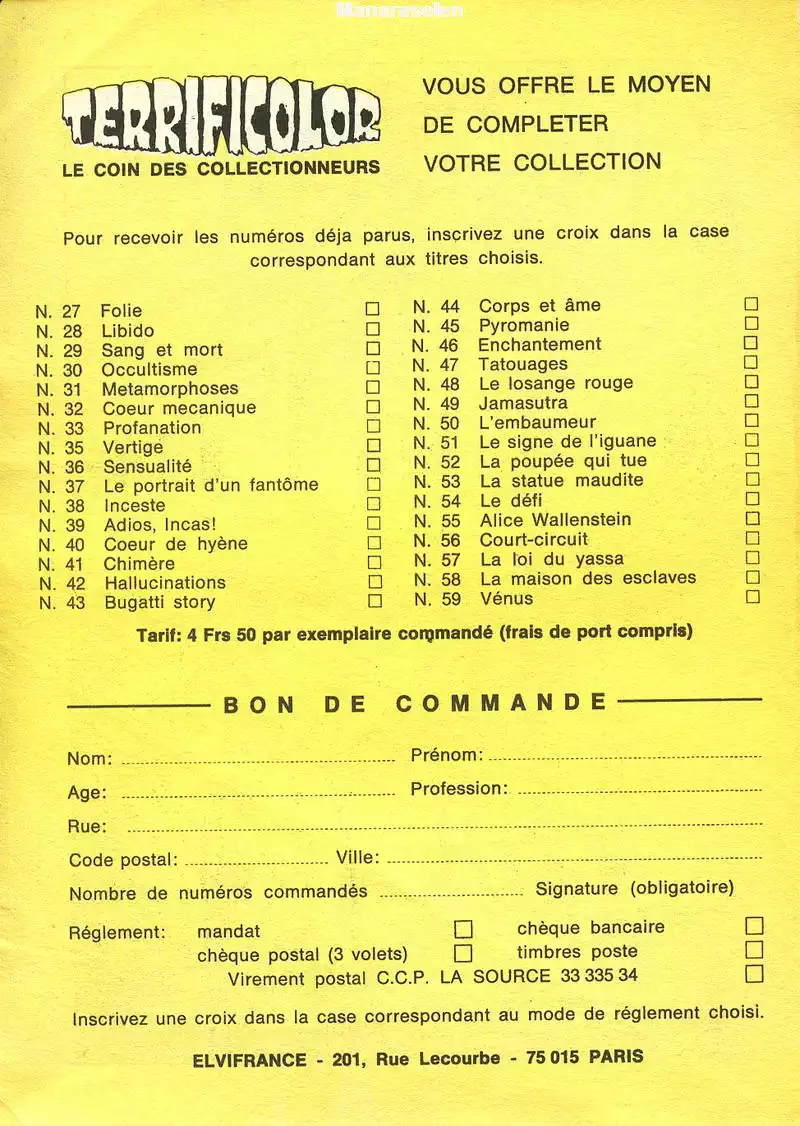 Manaraselen
TERRIFICOLOR
LE COIN DES COLLECTIONNEURS
VOUS OFFRE LE MOYEN
DE COMPLETER
VOTRE COLLECTION
Pour recevoir les numéros déja parus, inscrivez une croix dans la case
correspondant aux titres choisis.
N. 27 Folie
N. 28 Libido
N. 29 Sang et mort
N. 30 Occultisme
N. 31 Metamorphoses
N. 32 Coeur mecanique
N. 33 Profanation
N. 35 Vertige
N. 36 Sensualité
N. 37 Le portrait d'un fantôme
N. 38 Inceste
N. 39 Adios, Incas!
N. 40 Coeur de hyène
N. 41 Chimère
N. 42 Hallucinations
N. 43 Bugatti story
N. 44 Corps et âme
N. 45 Pyromanie
N. 46 Enchantement
N. 47 Tatouages
N. 48 Le losange rouge
N. 49 Jamasutra
N. 50 L'embaumeur
N. 51 Le signe de l'iguane
N. 52 La poupée qui tue
N. 53 La statue maudite
N. 54 Le défi
N. 55 Alice Wallenstein
N. 56 Court-circuit
N. 57 La loi du yassa
N. 58 La maison des esclaves
N. 59 Vénus
Tarif: 4 Frs 50 par exemplaire commandé (frais de port compris)
BON DE COMMANDE
Nom: Prénom:
Age: Profession:
Rue:
Code postal: Ville:
Nombre de numéros commandés Signature (obligatoire)
Réglement: mandat chèque bancaire
chèque postal (3 volets) timbres poste
Virement postal C.C.P. LA SOURCE 33 335 34
Inscrivez une croix dans la case correspondant au mode de réglement choisi.
ELVIFRANCE - 201, Rue Lecourbe - 75 015 PARIS